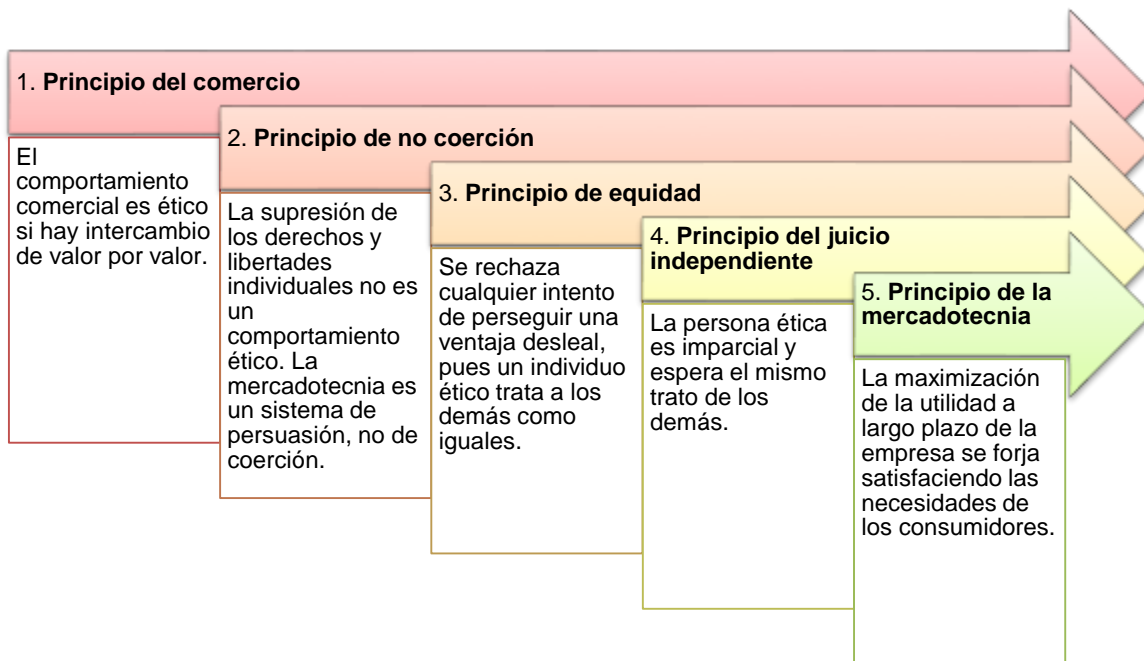 1. Principio del comercio
El
comportamiento
comercial es ético
si hay intercambio
de valor por valor.
2. Principio de no coerción
La supresión de
los derechos y
libertades
individuales no es
un
comportamiento
ético. La
mercadotecnia es
un sistema de
persuasión, no de
coerción.
3. Principio de equidad
Se rechaza
cualquier intento
de perseguir una
ventaja desleal,
pues un individuo
ético trata a los
demás como
iguales.
4. Principio del juicio
independiente
La persona ética
es imparcial y
espera el mismo
trato de los
demás.
5. Principio de la
mercadotecnia
La maximización
de la utilidad a
largo plazo de la
empresa se forja
satisfaciendo las
necesidades de
los consumidores.